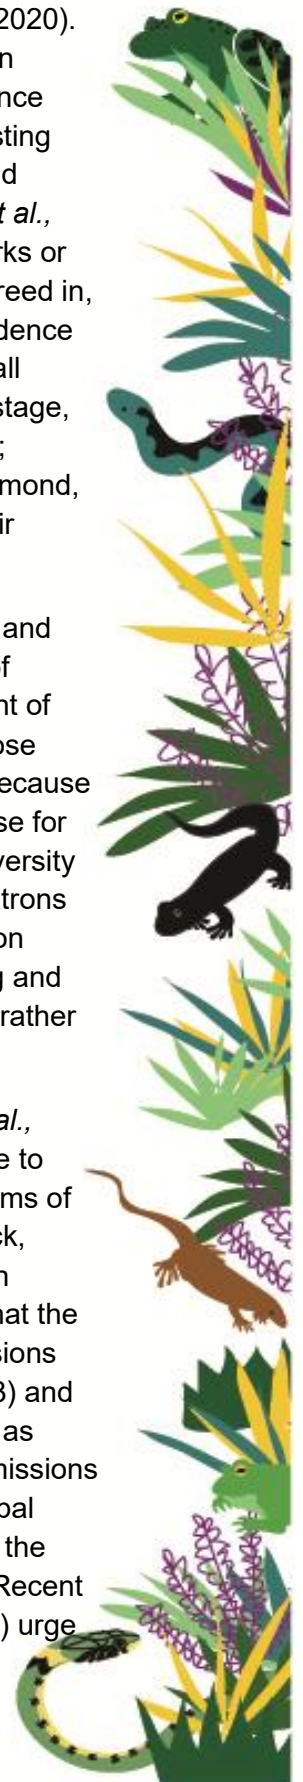 2020).
n
nce
sting
d
t al.,
rks or
reed in,
dence
all
stage,
;
mond,
ir
and
of
nt of
ose
ecause
se for
versity
trons
on
g and
rather
al.,
e to
ms of
ck,
n
hat the
sions
3) and
as
missions
bal
the
Recent
) urge